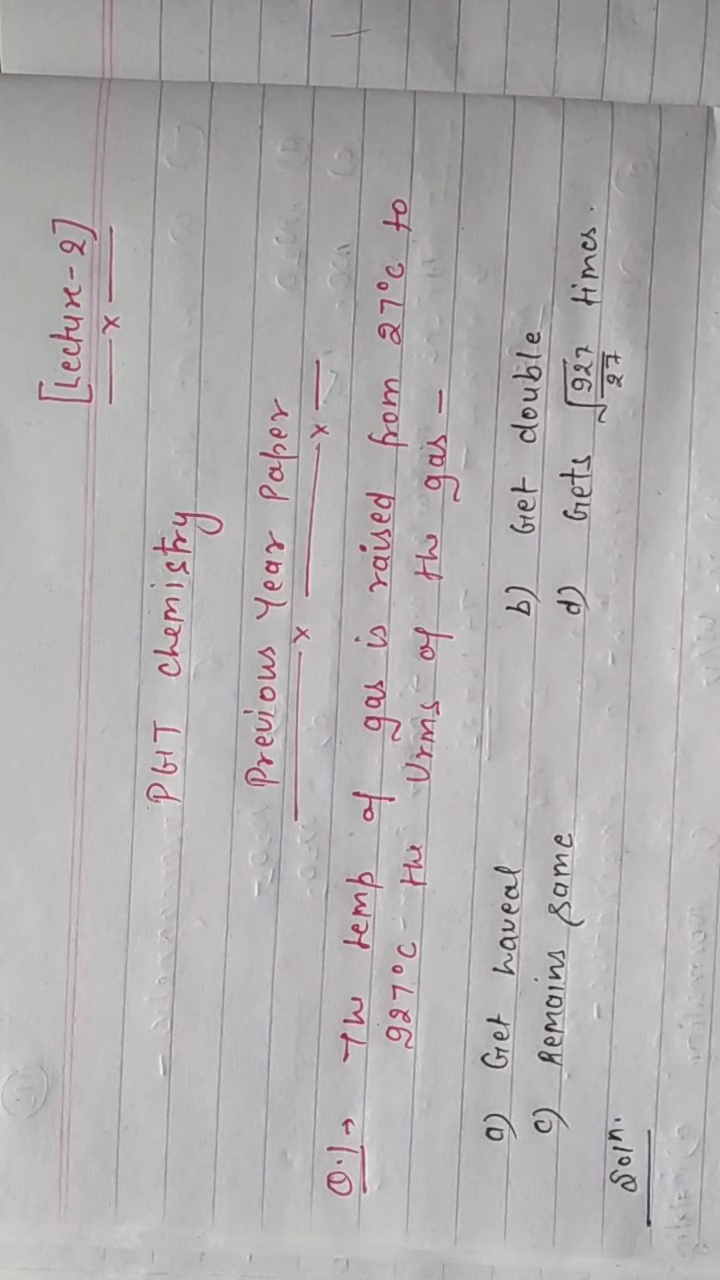 [Lecture-2]
PGT chemistry
Previous Year Paper
Q.1→ The temp of gas is raised from 27°C to
927°C the Vrms of the gas -
a) Get haveal b) Get double
c) Remains same d) Gets √927/27 times.
Soln.